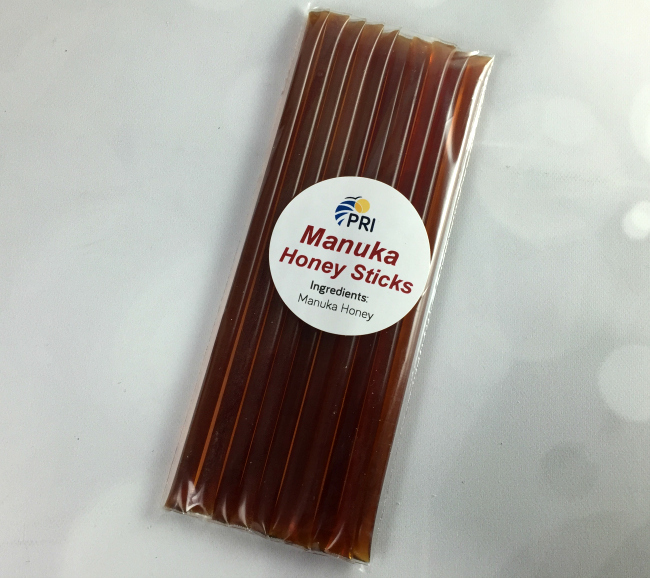 PRI
Manuka
Honey Sticks
Ingredients:
Manuka Honey